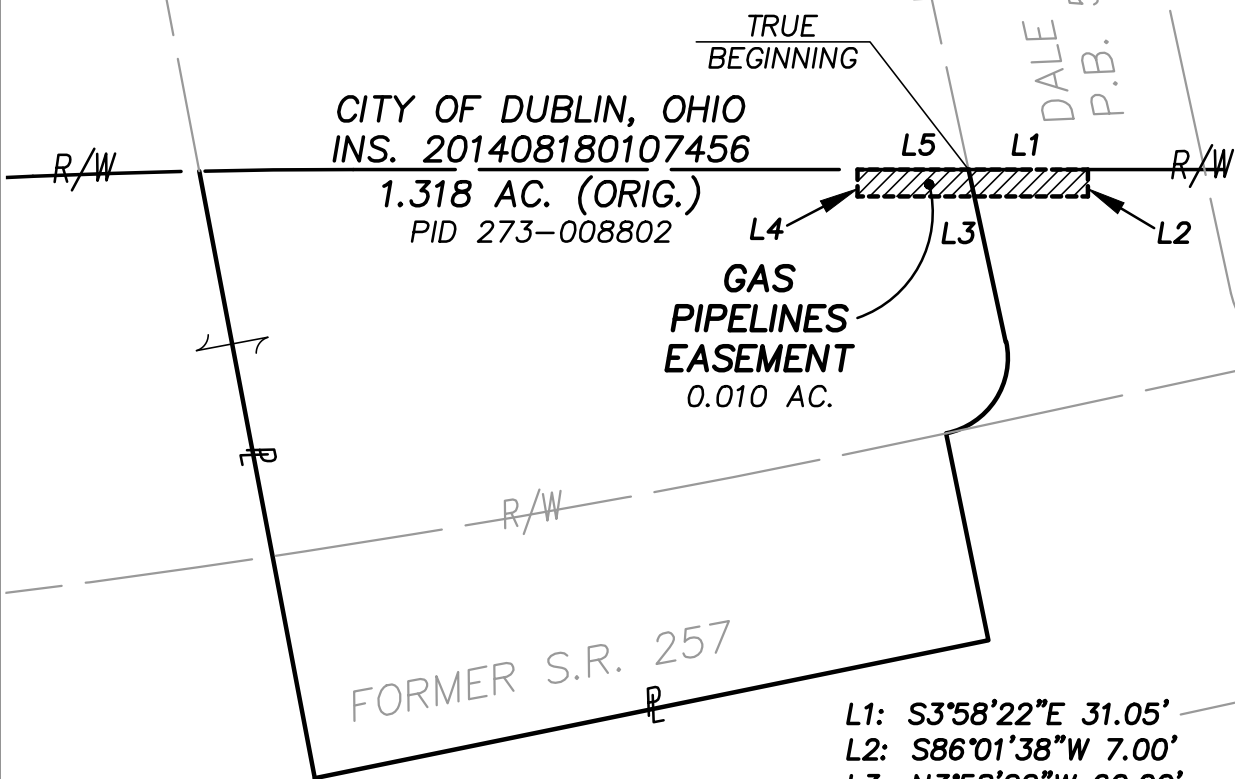 TRUE
BEGINNING
DALE
P.B.
CITY OF DUBLIN, OHIO
INS. 201408180107456
1.318 AC. (ORIG.)
PID 273-008802
R/W
L5
L1
R/W
L4
L3
L2
GAS
PIPELINES
EASEMENT
0.010 AC.
PL
R/W
FORMER S.R. 257
PL
L1: S3°58'22"E 31.05'
L2: S86°01'38"W 7.00'